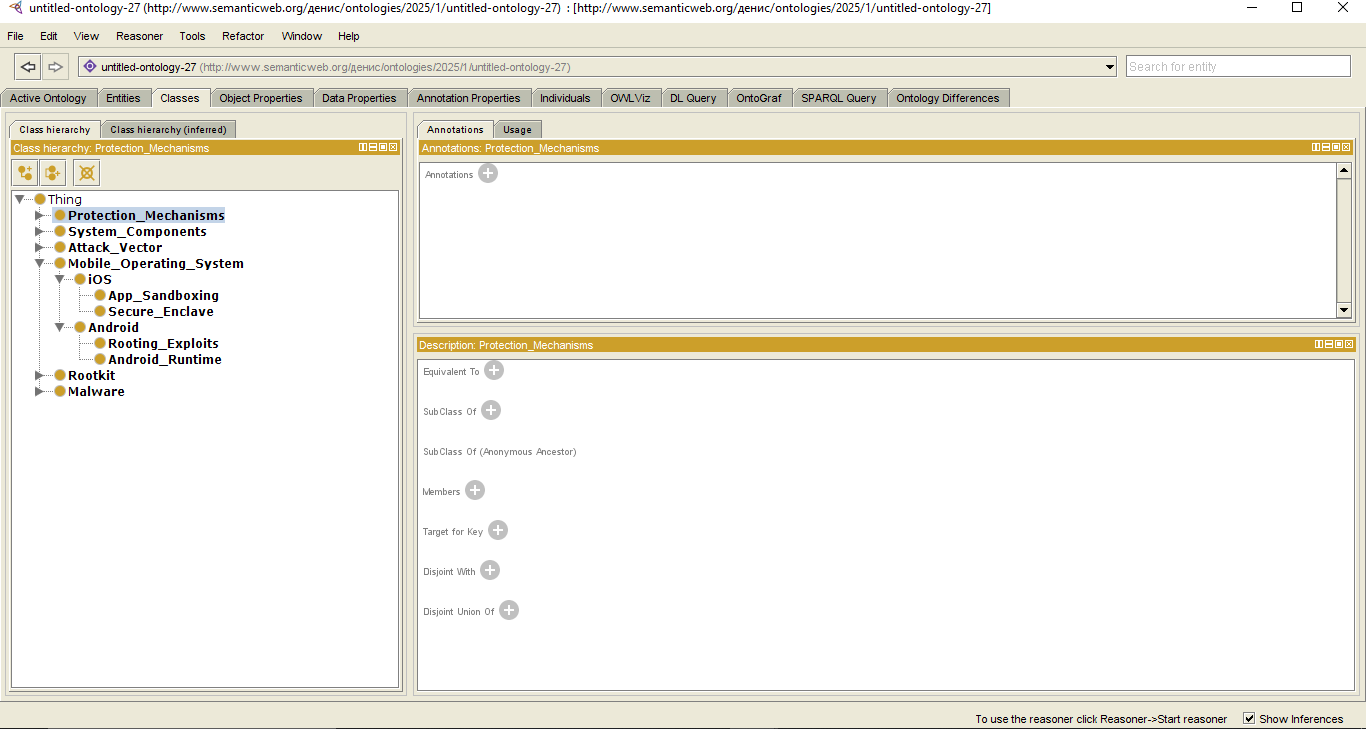 untitled-ontology-27 (http://www.semanticweb.org/денис/ontologies/2025/1/untitled-ontology-27) : [http://www.semanticweb.org/денис/ontologies/2025/1/untitled-ontology-27]
File Edit View Reasoner Tools Refactor Window Help
untitled-ontology-27 (http://www.semanticweb.org/денис/ontologies/2025/1/untitled-ontology-27)
Search for entity
Active Ontology Entities Classes Object Properties Data Properties Annotation Properties Individuals OWLViz DL Query OntoGraf SPARQL Query Ontology Differences
Class hierarchy Class hierarchy (inferred)
Class hierarchy: Protection_Mechanisms
Thing
Protection_Mechanisms
System_Components
Attack_Vector
Mobile_Operating_System
iOS
App_Sandboxing
Secure_Enclave
Android
Rooting_Exploits
Android_Runtime
Rootkit
Malware
Annotations Usage
Annotations: Protection_Mechanisms
Annotations
Description: Protection_Mechanisms
Equivalent To
SubClass Of
SubClass Of (Anonymous Ancestor)
Members
Target for Key
Disjoint With
Disjoint Union Of
To use the reasoner click Reasoner->Start reasoner Show Inferences